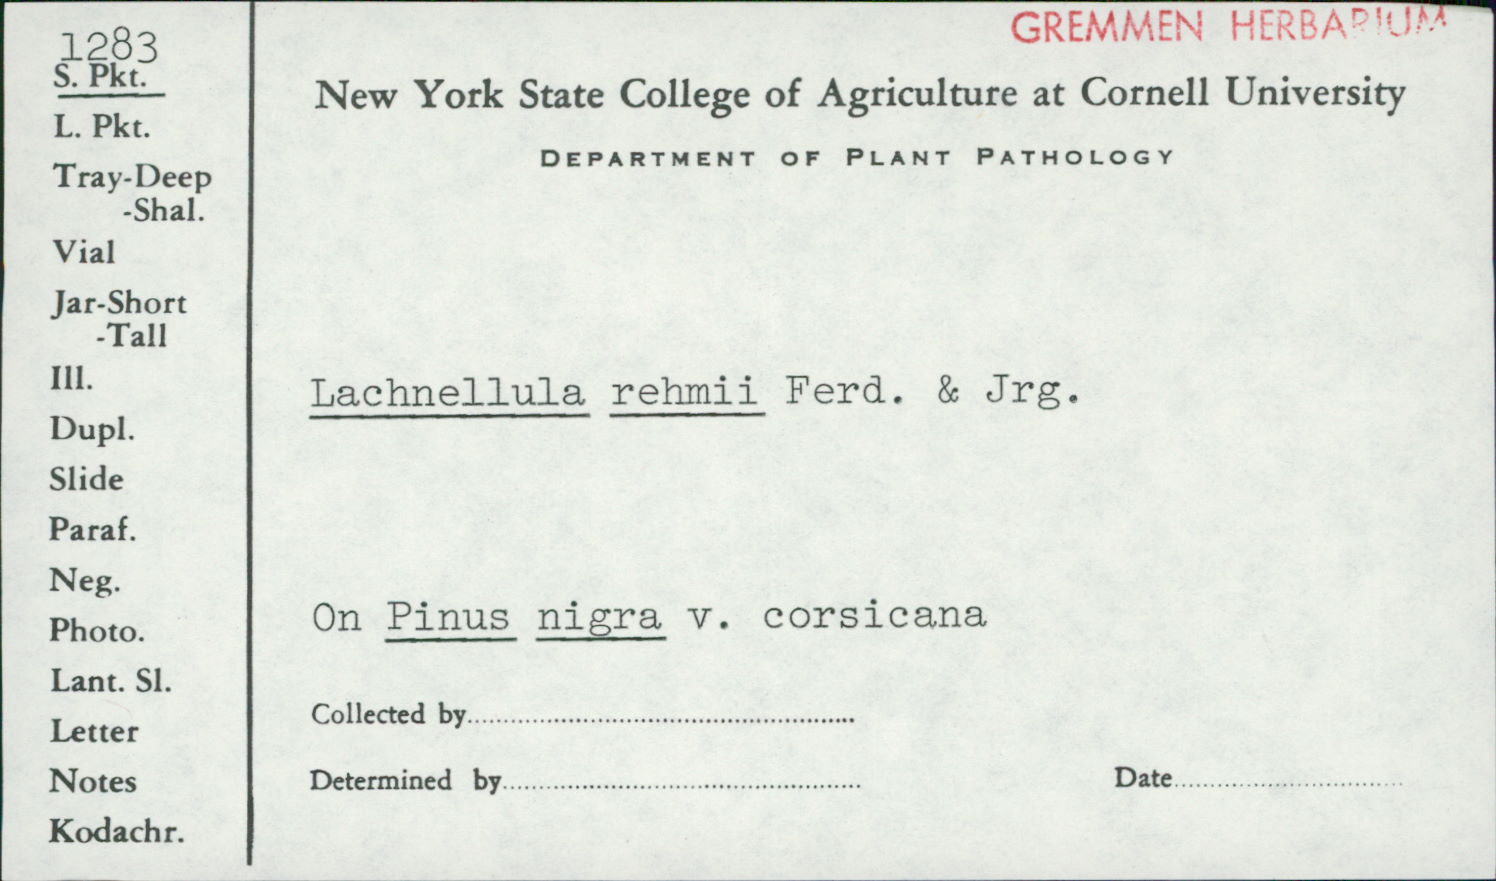 GREMMEN HERBARIUM
1283
S. Pkt.
L. Pkt.
Tray-Deep
-Shal.
Vial
Jar-Short
-Tall
Ill.
Dupl.
Slide
Paraf.
Neg.
Photo.
Lant. Sl.
Letter
Notes
Kodachr.
New York State College of Agriculture at Cornell University
DEPARTMENT OF PLANT PATHOLOGY
Lachnellula rehmii Ferd. & Jrg.
On Pinus nigra v. corsicana
Collected by
Determined by
Date